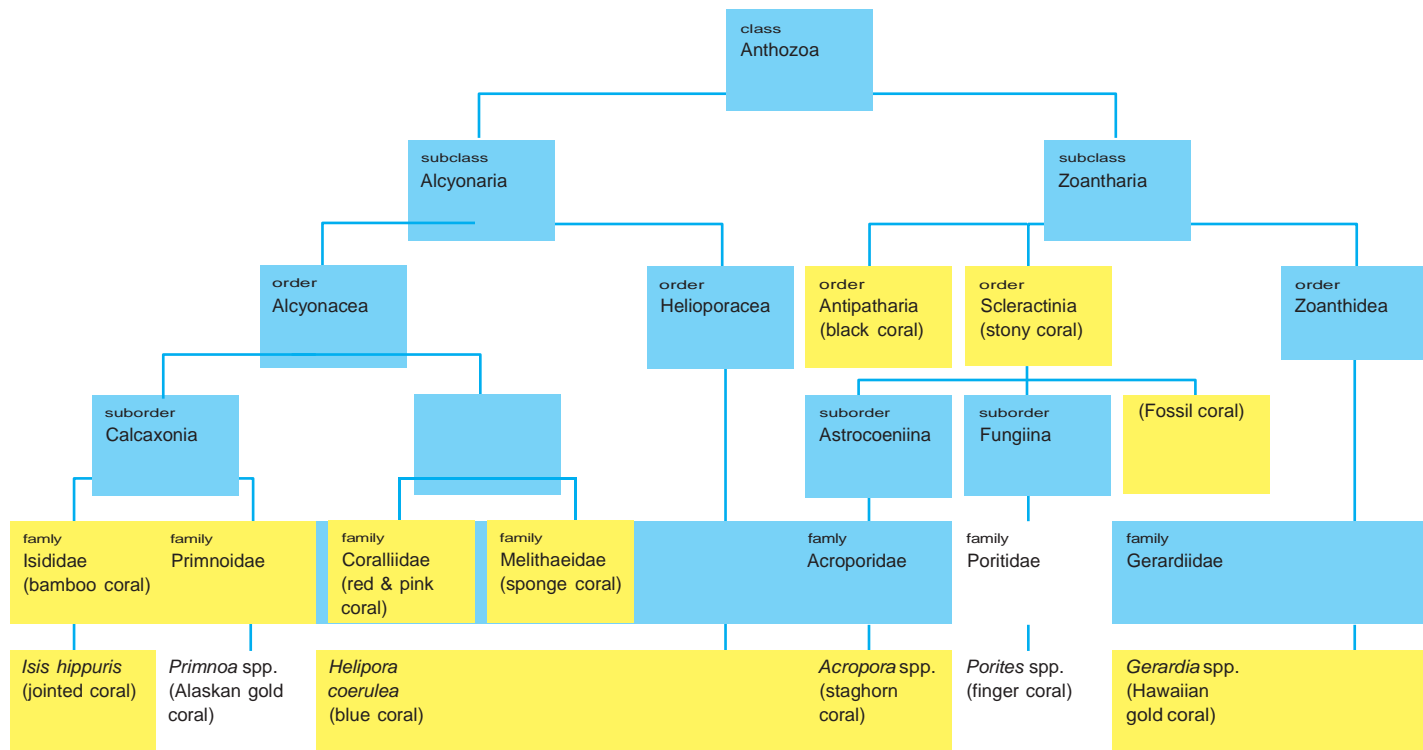 class
Anthozoa
subclass
Alcyonaria
subclass
Zoantharia
order
Alcyonacea
order
Helioporacea
order
Antipatharia
(black coral)
order
Scleractinia
(stony coral)
order
Zoanthidea
suborder
Calcaxonia
suborder
Astrocoeniina
suborder
Fungiina
(Fossil coral)
famly
Isididae
(bamboo coral)
family
Primnoidae
family
Coralliidae
(red & pink
coral)
family
Melithaeidae
(sponge coral)
famly
Acroporidae
family
Poritidae
family
Gerardiidae
Isis hippuris
(jointed coral)
Primnoa spp.
(Alaskan gold
coral)
Helipora
coerulea
(blue coral)
Acropora spp.
(staghorn
coral)
Porites spp.
(finger coral)
Gerardia spp.
(Hawaiian
gold coral)